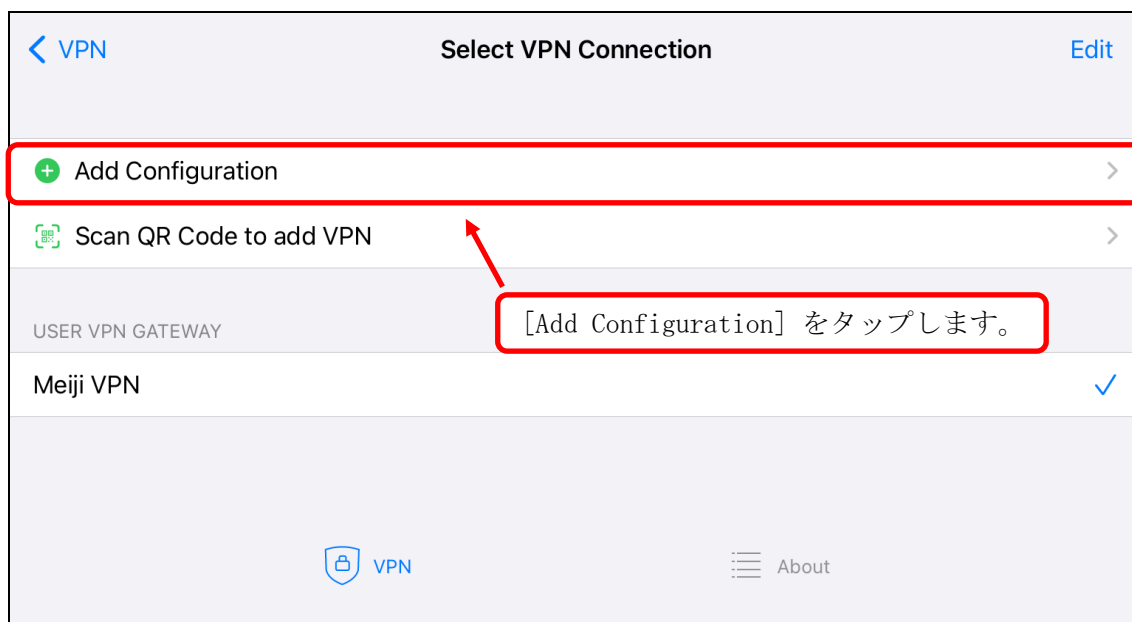 VPN
Select VPN Connection
Edit
Add Configuration
Scan QR Code to add VPN
[Add Configuration] をタップします。
USER VPN GATEWAY
Meiji VPN
VPN
About